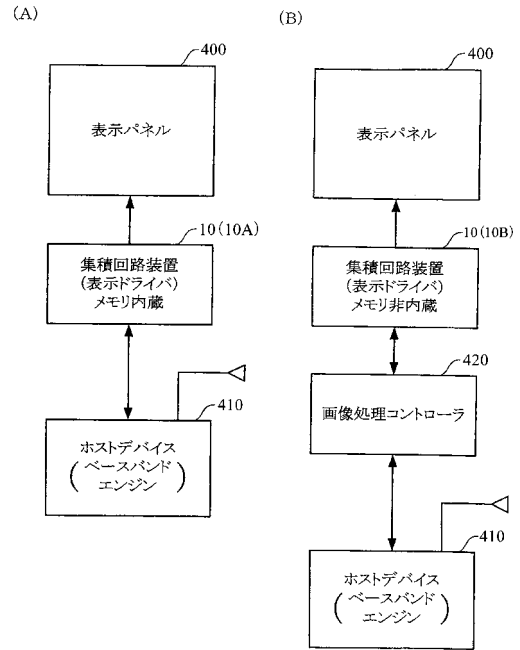 (A)
400
表示パネル
10(10A)
集積回路装置
(表示ドライバ)
メモリ内蔵
410
ホストデバイス
(ベースバンド
エンジン)
(B)
400
表示パネル
10(10B)
集積回路装置
(表示ドライバ)
メモリ非内蔵
420
画像処理コントローラ
410
ホストデバイス
(ベースバンド
エンジン)